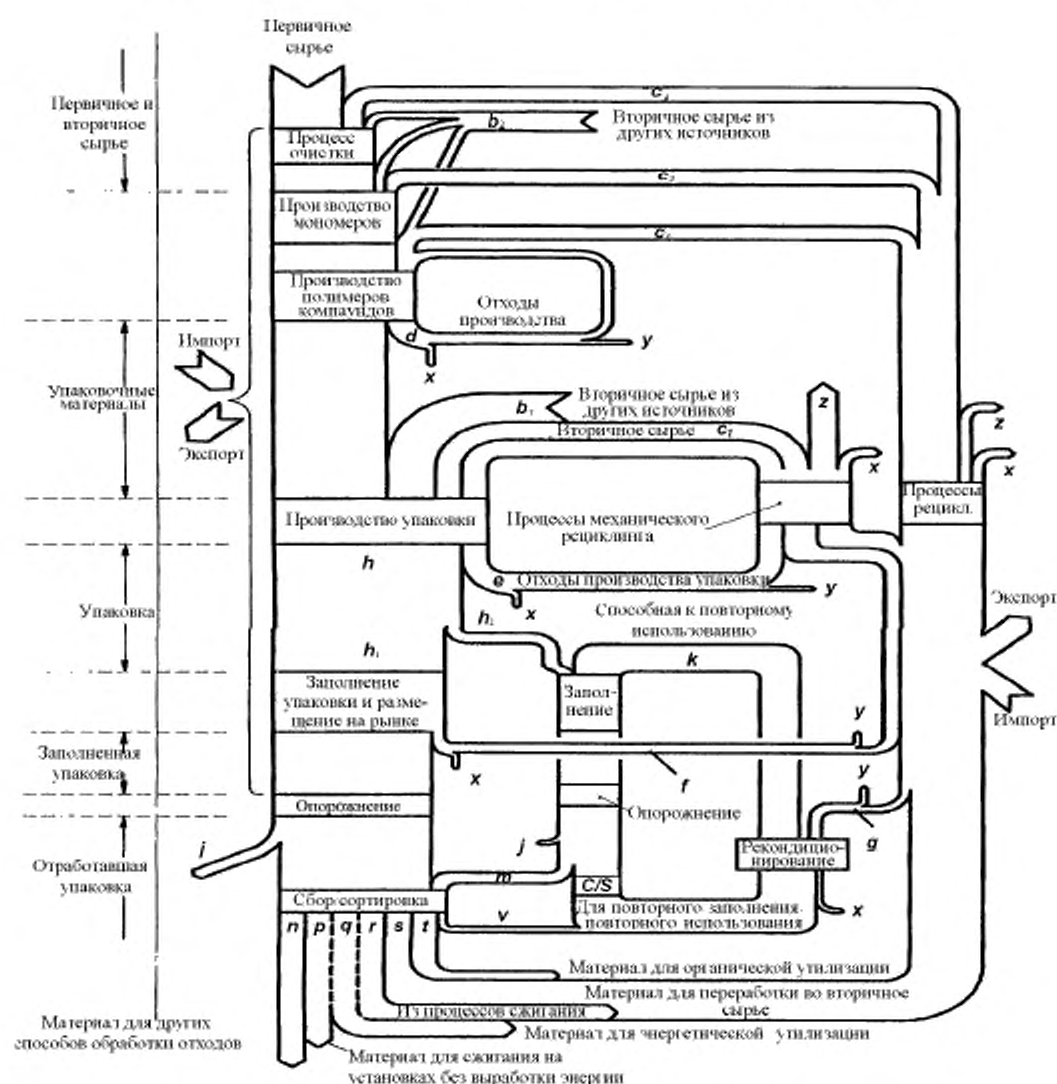 Первичное
сырье
Первичное и
вторичное
сырье
Процесс
очистки
b₂
Вторичное сырье из
других источников
Производство
мономеров
Производство
полимеров
компаундов
Отходы
производства
d
x
y
Импорт
Упаковочные
материалы
Экспорт
b₁
Вторичное сырье из
других источников
Вторичное сырье c₁
z
x
z
x
Производство упаковки
Процессы механического
рециклинга
Процессы
рецикл.
h
e Отходы производства упаковки
x
y
Упаковка
h₁
h₂
Способная к повторному
использованию
k
Экспорт
Импорт
Заполнение
упаковки и разме-
щение на рынке
Запол-
нение
y
Заполненная
упаковка
x
f
y
Опорожнение
Опорожнение
g
Отработавшая
упаковка
i
j
Рекондицио-
нирование
m
C/S
x
Сбор/сортировка
v
Для повторного заполнения-
повторного использования
n p q r s t
Материал для органической утилизации
Материал для переработки во вторичное
сырье
Из процессов сжигания
Материал для энергетической утилизации
Материал для других
способов обработки отходов
Материал для сжигания на
установках без выработки энергии